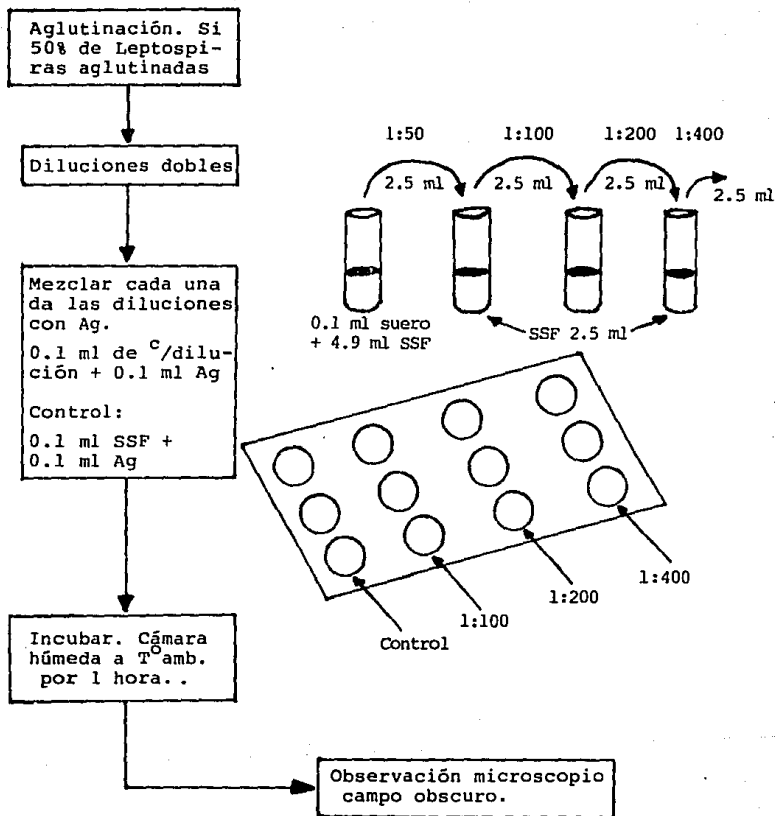 Aglutinación. Si
50% de Leptospi-
ras aglutinadas
Diluciones dobles
Mezclar cada una
da las diluciones
con Ag.
0.1 ml de c/dilu-
ción + 0.1 ml Ag
Control:
0.1 ml SSF +
0.1 ml Ag
Incubar. Cámara
húmeda a Tºamb.
por 1 hora..
Observación microscopio
campo obscuro.
1:50 1:100 1:200 1:400
2.5 ml 2.5 ml 2.5 ml 2.5 ml
0.1 ml suero
+ 4.9 ml SSF
SSF 2.5 ml
Control
1:100
1:200
1:400